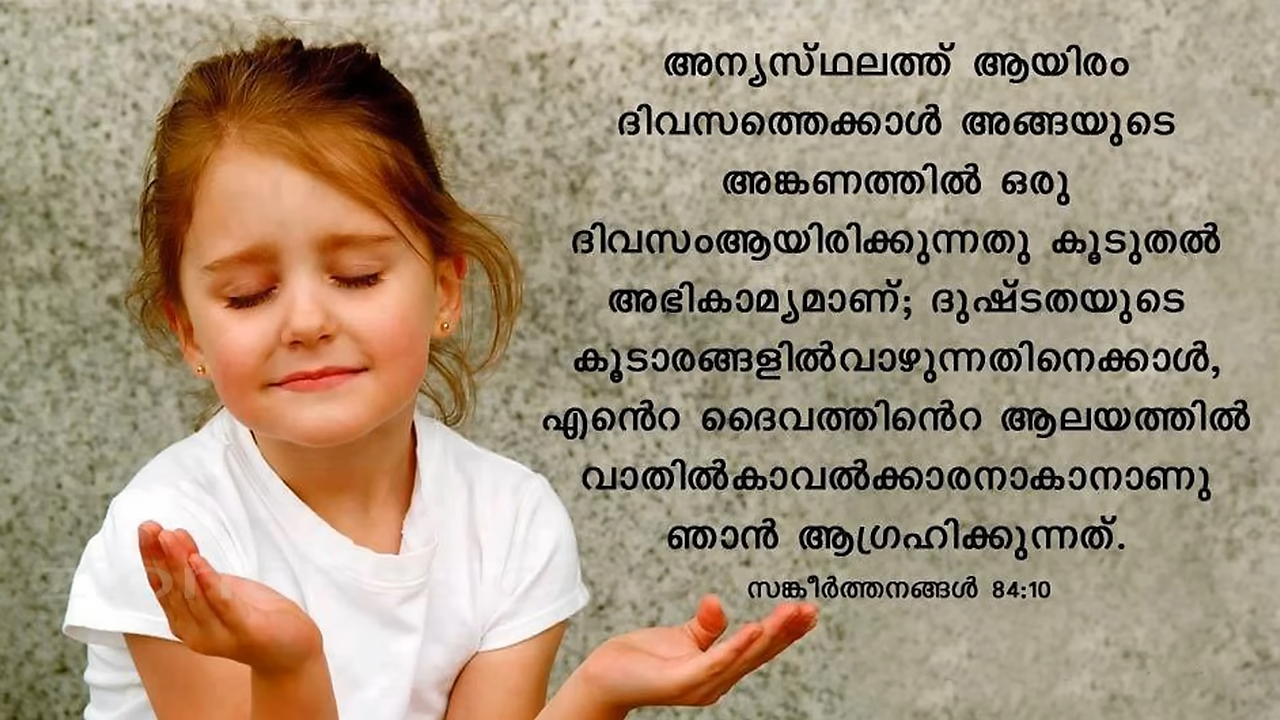 അന്യസ്ഥലത്ത് ആയിരം
ദിവസത്തെക്കാൾ അങ്ങയുടെ
അങ്കണത്തിൽ ഒരു
ദിവസംആയിരിക്കുന്നതു കൂടുതൽ
അഭികാമ്യമാണ്; ദുഷ്ടതയുടെ
കൂടാരങ്ങളിൽവാഴുന്നതിനെക്കാൾ,
എൻെറ ദൈവത്തിൻെറ ആലയത്തിൽ
വാതിൽകാവൽക്കാരനാകാനാണു
ഞാൻ ആഗ്രഹിക്കുന്നത്.
സങ്കീർത്തനങ്ങൾ 84:10